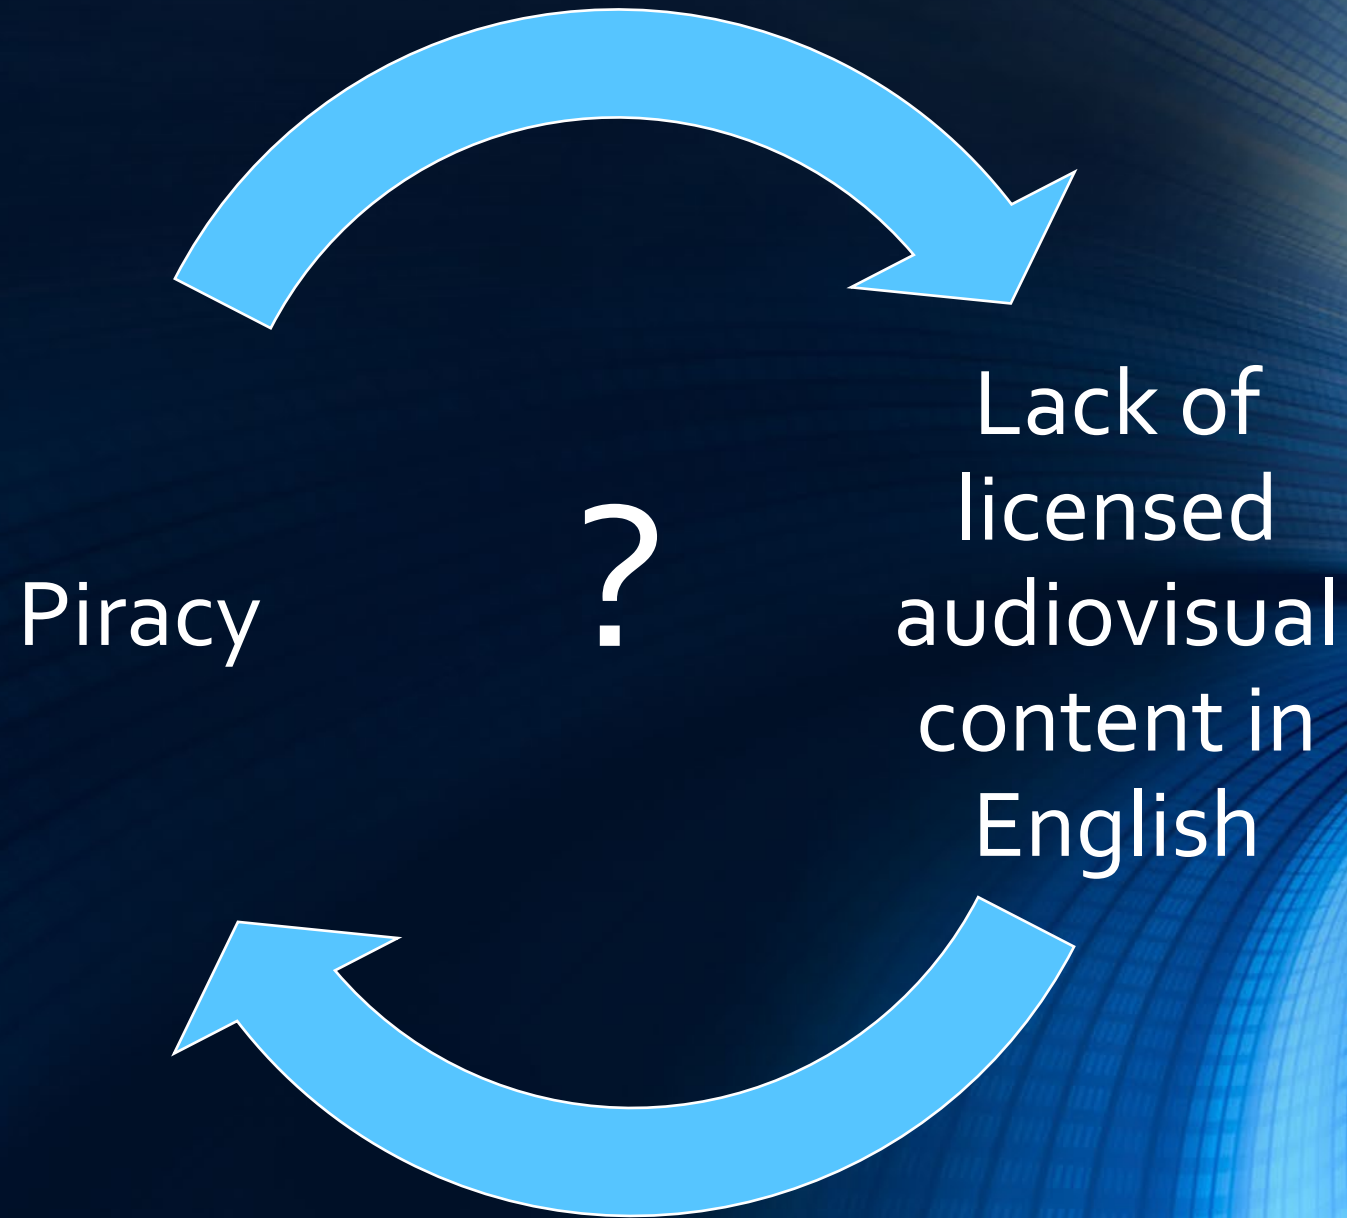 Piracy
?
Lack of
licensed
audiovisual
content in
English